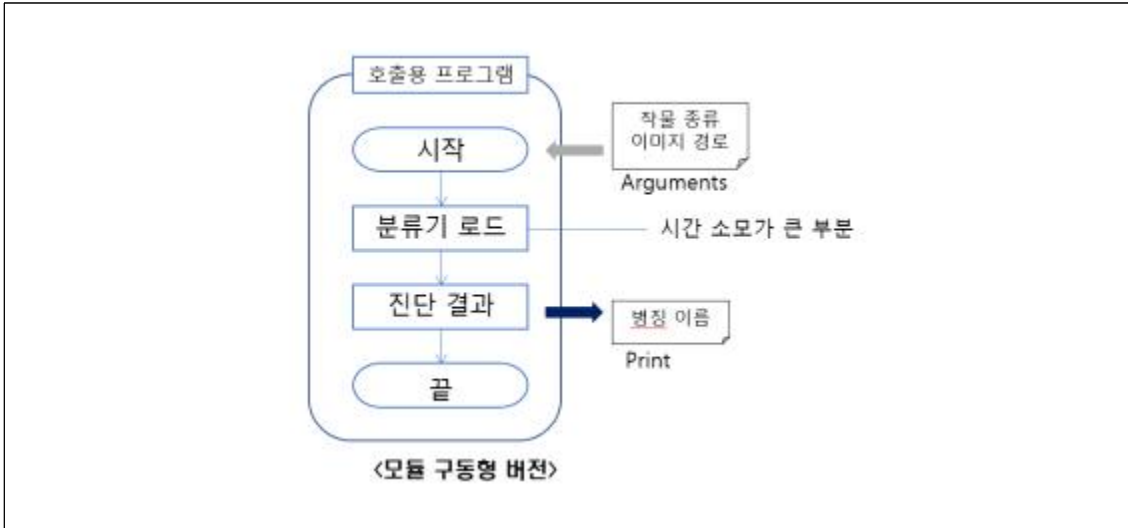 호출용 프로그램
시작
작물 종류
이미지 경로
Arguments
분류기 로드
시간 소모가 큰 부분
진단 결과
병징 이름
Print
끝
<모듈 구동형 버전>